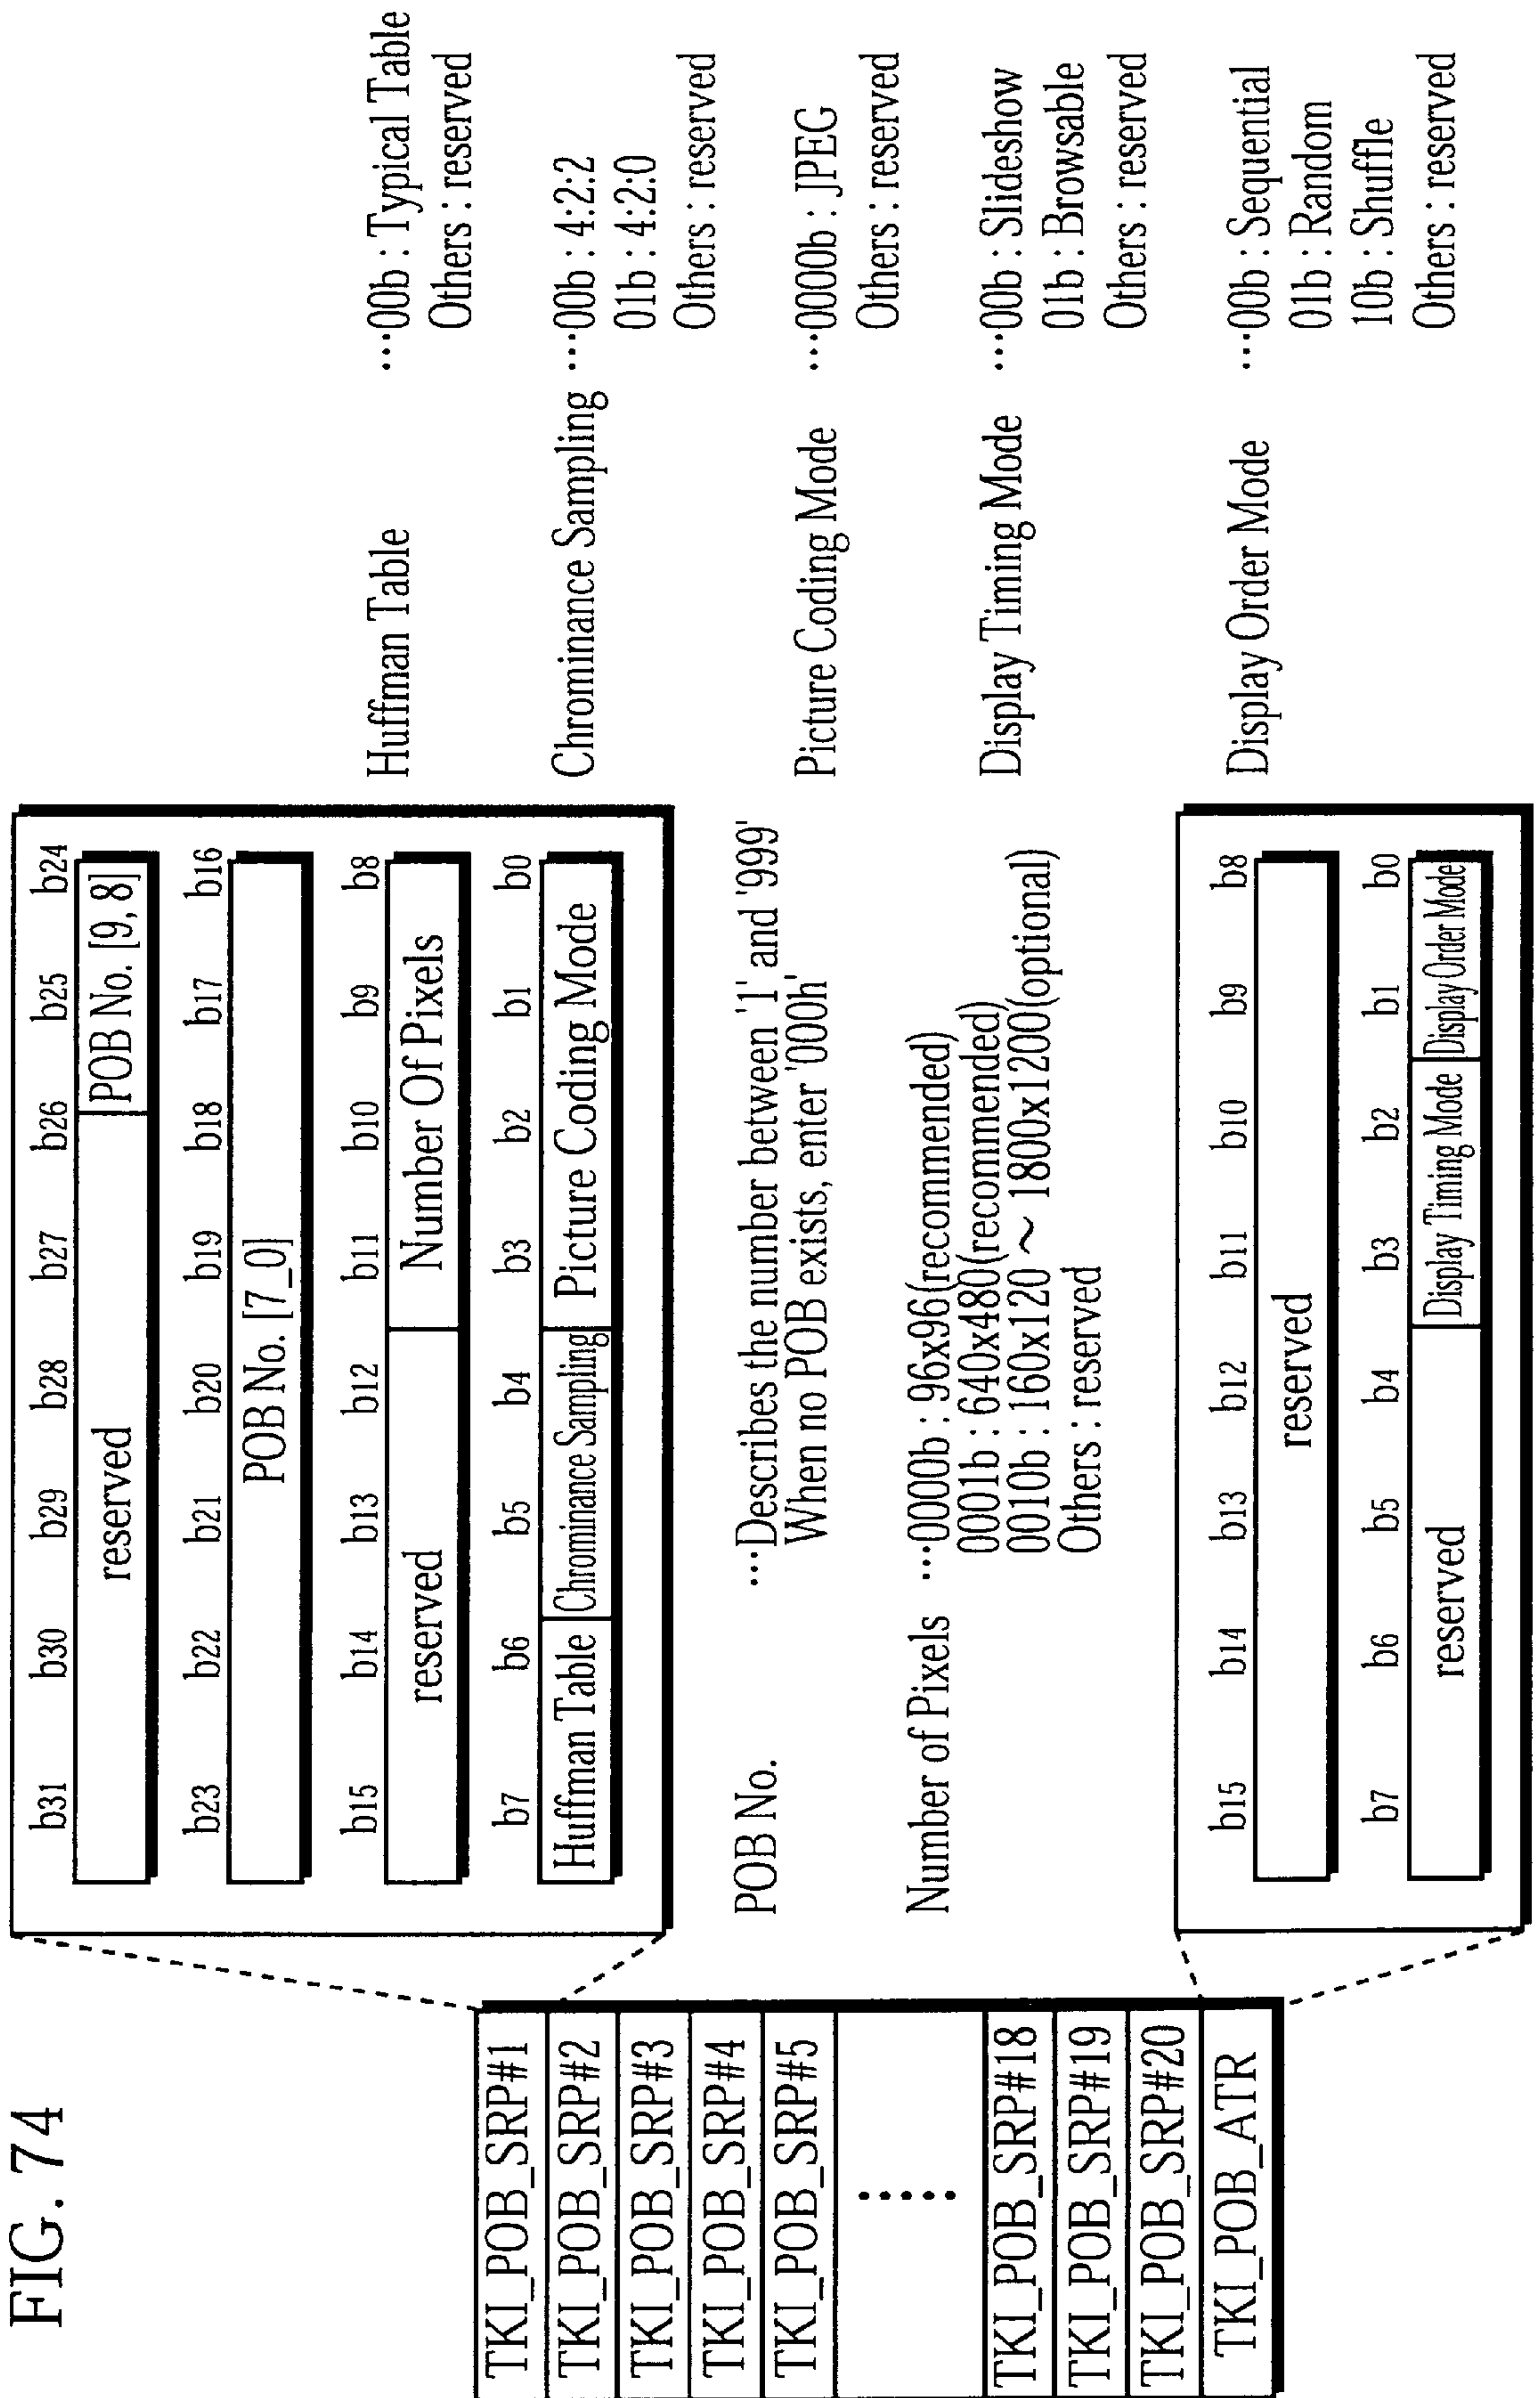 FIG. 74
TKI_POB_SRP#1
TKI_POB_SRP#2
TKI_POB_SRP#3
TKI_POB_SRP#4
TKI_POB_SRP#5
.....
TKI_POB_SRP#18
TKI_POB_SRP#19
TKI_POB_SRP#20
TKI_POB_ATR
b31 b30 b29 b28 b27 b26 b25 b24
reserved POB No. [9, 8]
b23 b22 b21 b20 b19 b18 b17 b16
POB No. [7_0]
b15 b14 b13 b12 b11 b10 b9 b8
reserved Number Of Pixels
b7 b6 b5 b4 b3 b2 b1 b0
Huffman Table Chrominance Sampling Picture Coding Mode
POB No. ···Describes the number between '1' and '999'
When no POB exists, enter '000h'
Number of Pixels ···0000b : 96x96(recommended)
0001b : 640x480(recommended)
0010b : 160x120 ~ 1800x1200(optional)
Others : reserved
b15 b14 b13 b12 b11 b10 b9 b8
reserved
b7 b6 b5 b4 b3 b2 b1 b0
reserved Display Timing Mode Display Order Mode
Huffman Table ···00b : Typical Table
Others : reserved
Chrominance Sampling ···00b : 4:2:2
01b : 4:2:0
Others : reserved
Picture Coding Mode ···0000b : JPEG
Others : reserved
Display Timing Mode ···00b : Slideshow
01b : Browsable
Others : reserved
Display Order Mode ···00b : Sequential
01b : Random
10b : Shuffle
Others : reserved